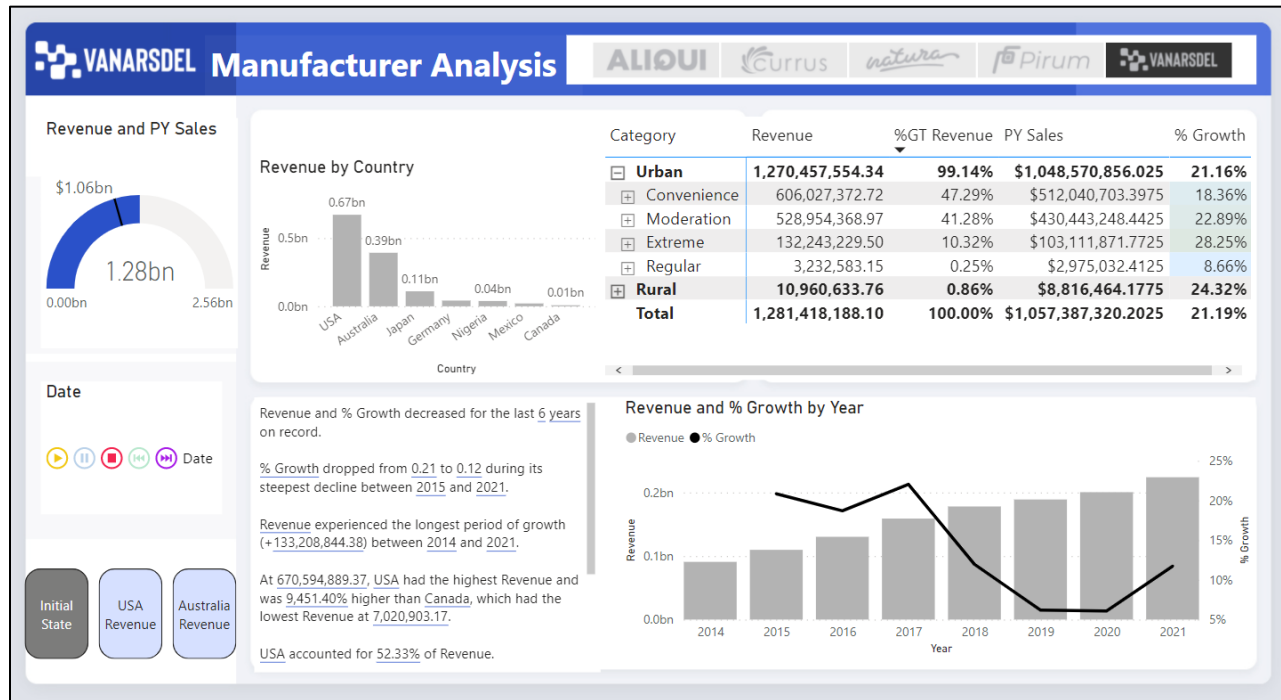 VANARSDEL Manufacturer Analysis
ALIQUI Currus natura Pirum VANARSDEL
Revenue and PY Sales
$1.06bn
1.28bn
0.00bn 2.56bn
Date
Date
Initial
State
USA
Revenue
Australia
Revenue
Revenue by Country
0.67bn
0.39bn
0.11bn
0.04bn
0.01bn
Revenue
0.5bn
0.0bn
USA
Australia
Japan
Germany
Nigeria
Mexico
Canada
Country
Category Revenue %GT Revenue PY Sales % Growth
Urban 1,270,457,554.34 99.14% $1,048,570,856.025 21.16%
Convenience 606,027,372.72 47.29% $512,040,703.3975 18.36%
Moderation 528,954,368.97 41.28% $430,443,248.4425 22.89%
Extreme 132,243,229.50 10.32% $103,111,871.7725 28.25%
Regular 3,232,583.15 0.25% $2,975,032.4125 8.66%
Rural 10,960,633.76 0.86% $8,816,464.1775 24.32%
Total 1,281,418,188.10 100.00% $1,057,387,320.2025 21.19%
Revenue and % Growth decreased for the last 6 years
on record.
% Growth dropped from 0.21 to 0.12 during its
steepest decline between 2015 and 2021.
Revenue experienced the longest period of growth
(+133,208,844.38) between 2014 and 2021.
At 670,594,889.37, USA had the highest Revenue and
was 9,451.40% higher than Canada, which had the
lowest Revenue at 7,020,903.17.
USA accounted for 52.33% of Revenue.
Revenue and % Growth by Year
Revenue % Growth
Revenue
0.2bn
0.1bn
0.0bn
25%
20%
15%
10%
5%
% Growth
2014 2015 2016 2017 2018 2019 2020 2021
Year